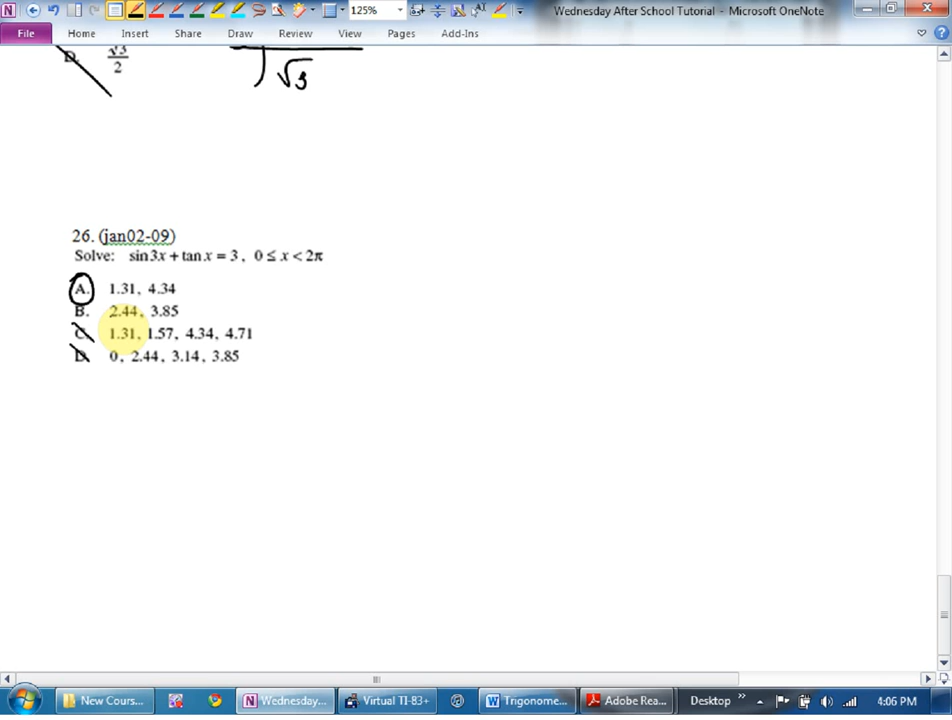 Wednesday After School Tutorial - Microsoft OneNote
125%
File Home Insert Share Draw Review View Pages Add-Ins
D. √3
2
√3
26. (jan02-09)
Solve: sin3x + tan x = 3, 0 ≤ x < 2π
A. 1.31, 4.34
B. 2.44, 3.85
C. 1.31, 1.57, 4.34, 4.71
D. 0, 2.44, 3.14, 3.85
New Cour... Wednesday... Virtual TI-83+ Trigonome... Adobe Rea... Desktop » 4:06 PM